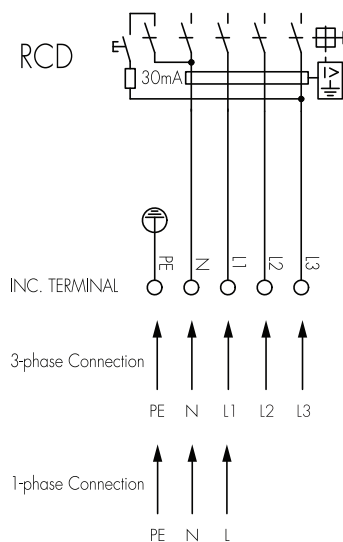 RCD
30mA
I>
PE N L1 L2 L3
INC. TERMINAL
3-phase Connection
PE N L1 L2 L3
1-phase Connection
PE N L